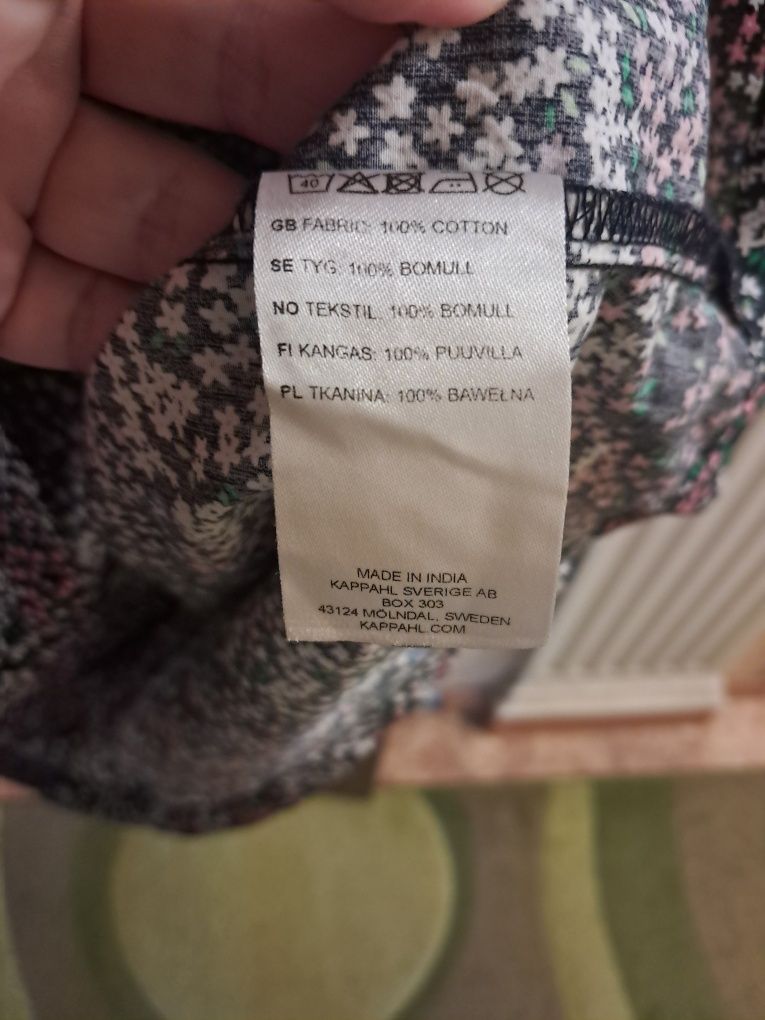 40
GB FABRIC: 100% COTTON
SE TYG: 100% BOMULL
NO TEKSTIL: 100% BOMULL
FI KANGAS: 100% PUUVILLA
PL TKANINA: 100% BAWEŁNA
MADE IN INDIA
KAPPAHL SVERIGE AB
BOX 303
43124 MÖLNDAL, SWEDEN
KAPPAHL.COM